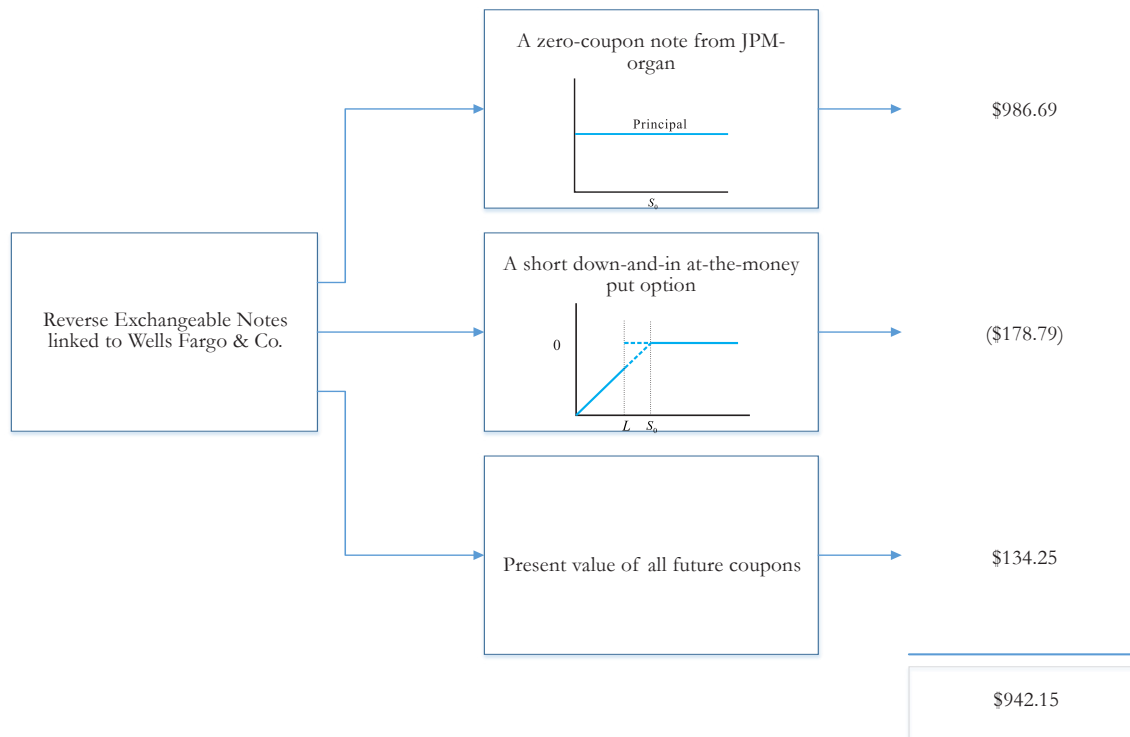 A zero-coupon note from JPM-
organ
Principal
S₀
$986.69
Reverse Exchangeable Notes
linked to Wells Fargo & Co.
A short down-and-in at-the-money
put option
0
L S₀
($178.79)
Present value of all future coupons
$134.25
$942.15